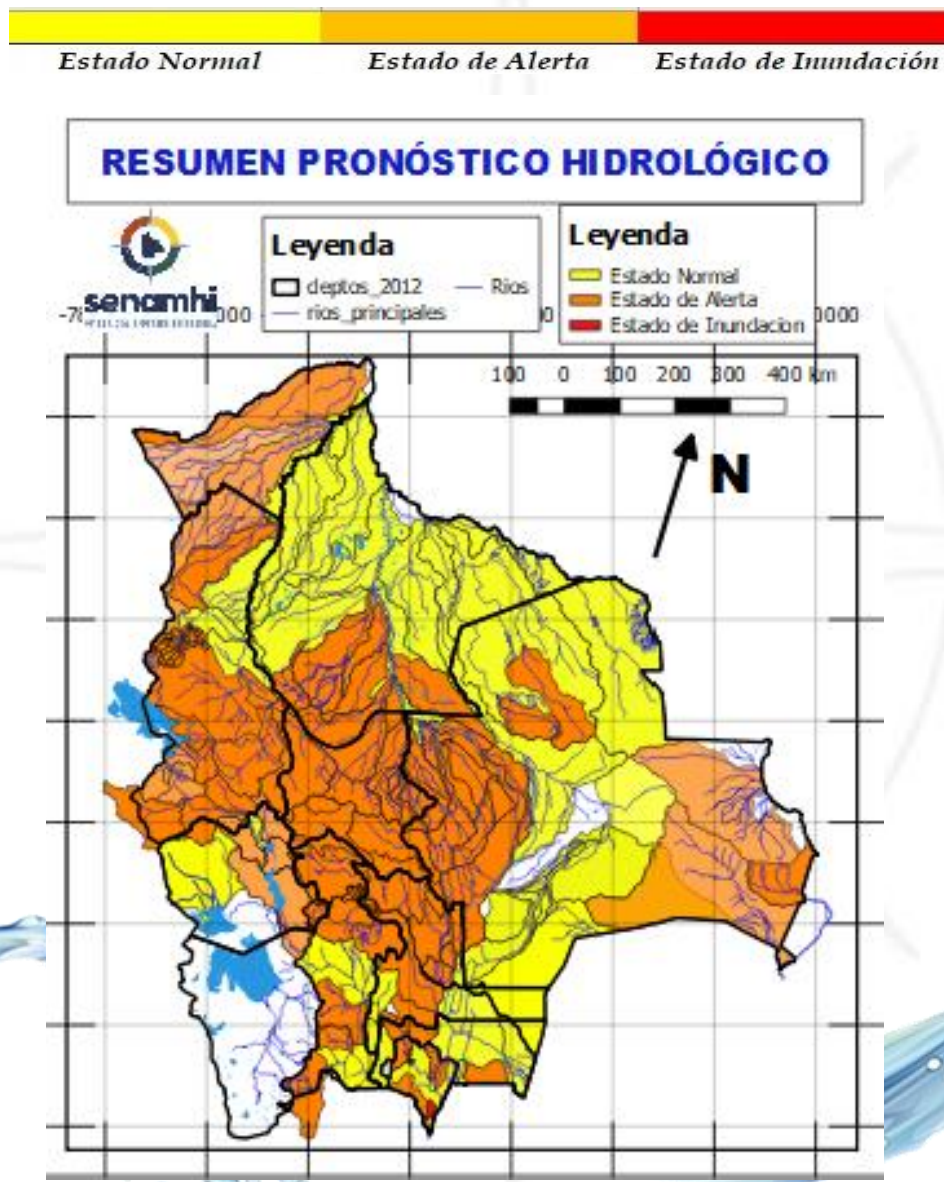 Estado Normal Estado de Alerta Estado de Inundación
RESUMEN PRONÓSTICO HIDROLÓGICO
senamhi
Leyenda
deptos_2012 Rios
rios_principales
Leyenda
Estado Normal
Estado de Alerta
Estado de Inundacion
100 0 100 200 300 400 km
N